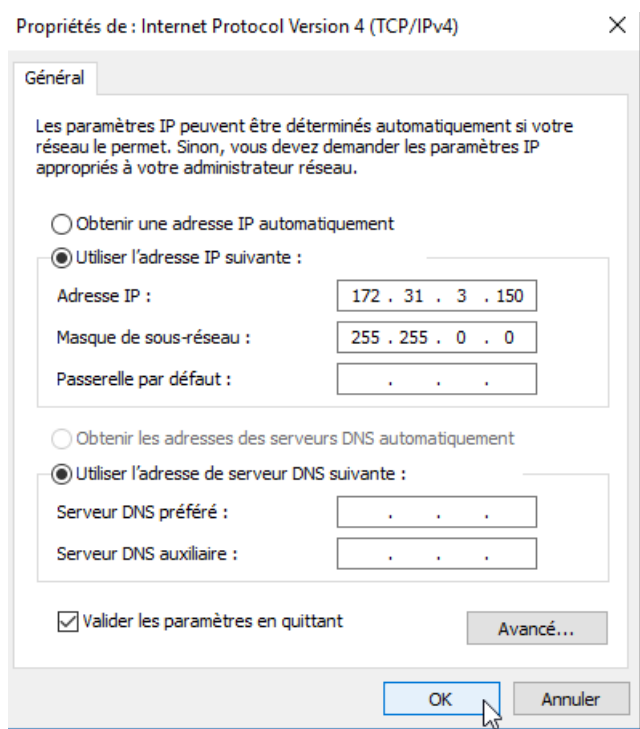 Propriétés de : Internet Protocol Version 4 (TCP/IPv4)
Général
Les paramètres IP peuvent être déterminés automatiquement si votre
réseau le permet. Sinon, vous devez demander les paramètres IP
appropriés à votre administrateur réseau.
Obtenir une adresse IP automatiquement
Utiliser l'adresse IP suivante :
Adresse IP : 172 . 31 . 3 . 150
Masque de sous-réseau : 255 . 255 . 0 . 0
Passerelle par défaut : . . .
Obtenir les adresses des serveurs DNS automatiquement
Utiliser l'adresse de serveur DNS suivante :
Serveur DNS préféré : . . .
Serveur DNS auxiliaire : . . .
Valider les paramètres en quittant
Avancé...
OK Annuler